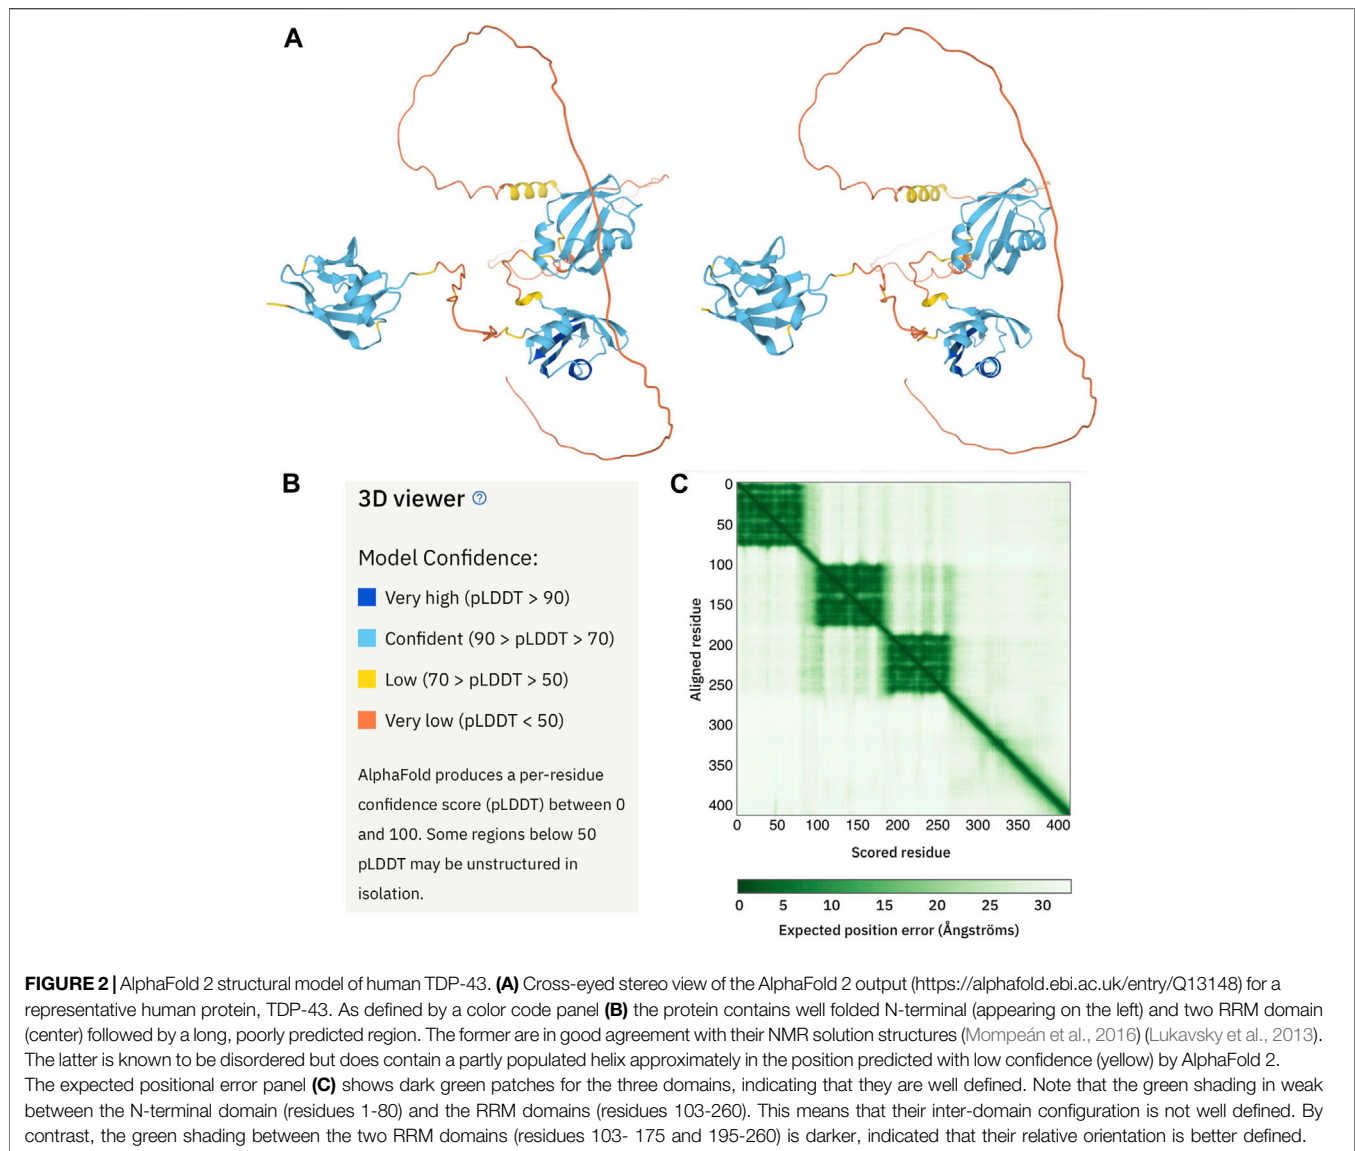 A
B
3D viewer ?
Model Confidence:
Very high (pLDDT > 90)
Confident (90 > pLDDT > 70)
Low (70 > pLDDT > 50)
Very low (pLDDT < 50)
AlphaFold produces a per-residue
confidence score (pLDDT) between 0
and 100. Some regions below 50
pLDDT may be unstructured in
isolation.
C
Aligned residue
0
50
100
150
200
250
300
350
400
0 50 100 150 200 250 300 350 400
Scored residue
0 5 10 15 20 25 30
Expected position error (Ångströms)
FIGURE 2 | AlphaFold 2 structural model of human TDP-43. (A) Cross-eyed stereo view of the AlphaFold 2 output (https://alphafold.ebi.ac.uk/entry/Q13148) for a
representative human protein, TDP-43. As defined by a color code panel (B) the protein contains well folded N-terminal (appearing on the left) and two RRM domain
(center) followed by a long, poorly predicted region. The former are in good agreement with their NMR solution structures (Mompeán et al., 2016) (Lukavsky et al., 2013).
The latter is known to be disordered but does contain a partly populated helix approximately in the position predicted with low confidence (yellow) by AlphaFold 2.
The expected positional error panel (C) shows dark green patches for the three domains, indicating that they are well defined. Note that the green shading in weak
between the N-terminal domain (residues 1-80) and the RRM domains (residues 103-260). This means that their inter-domain configuration is not well defined. By
contrast, the green shading between the two RRM domains (residues 103- 175 and 195-260) is darker, indicated that their relative orientation is better defined.